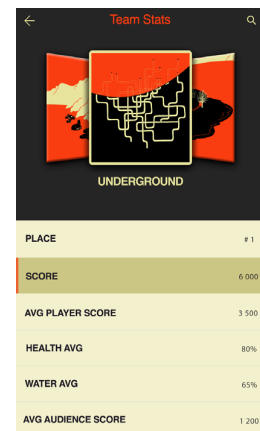 Team Stats
UNDERGROUND
PLACE # 1
SCORE 6 000
AVG PLAYER SCORE 3 500
HEALTH AVG 80%
WATER AVG 65%
AVG AUDIENCE SCORE 1 200